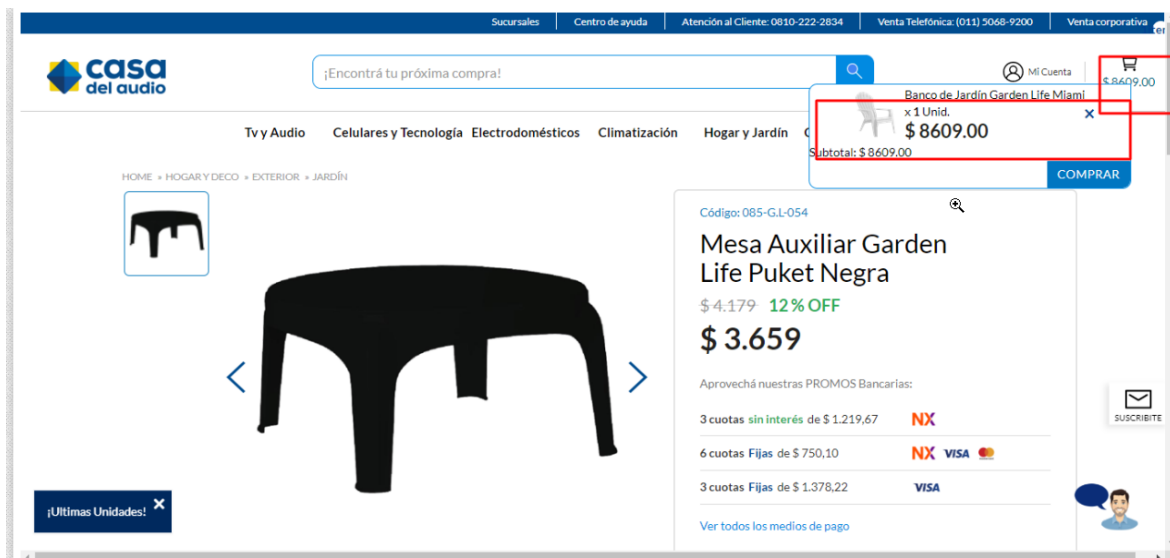 Sucursales
Centro de ayuda
Atención al Cliente: 0810-222-2834
Venta Telefónica: (011) 5068-9200
Venta corporativa
casa
del audio
¡Encontrá tu próxima compra!
Mi Cuenta
$ 8609.00
Banco de Jardín Garden Life Miami
x 1 Unid.
$ 8609.00
Subtotal: $ 8609.00
COMPRAR
Tv y Audio
Celulares y Tecnología
Electrodomésticos
Climatización
Hogar y Jardín
HOME » HOGAR Y DECO » EXTERIOR » JARDÍN
Código: 085-G.L-054
Mesa Auxiliar Garden
Life Puket Negra
$ 4.179 12 % OFF
$ 3.659
Aprovechá nuestras PROMOS Bancarias:
3 cuotas sin interés de $ 1.219,67 NX
6 cuotas Fijas de $ 750,10 NX VISA
3 cuotas Fijas de $ 1.378,22 VISA
Ver todos los medios de pago
SUSCRIBITE
¡Ultimas Unidades!